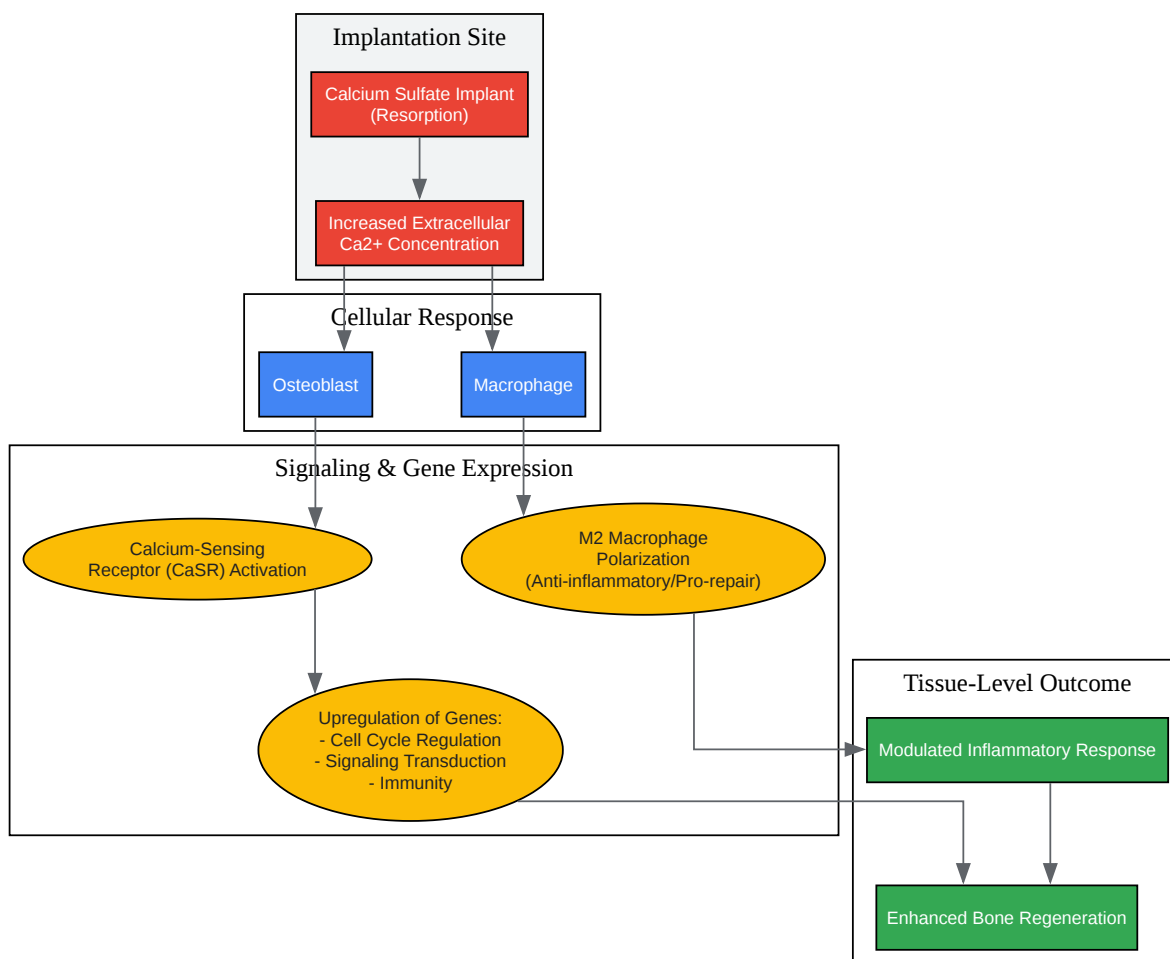 Implantation Site
Calcium Sulfate Implant
(Resorption)
Increased Extracellular
Ca2+ Concentration
Cellular Response
Osteoblast
Macrophage
Signaling & Gene Expression
Calcium-Sensing
Receptor (CaSR) Activation
M2 Macrophage
Polarization
(Anti-inflammatory/Pro-repair)
Upregulation of Genes:
- Cell Cycle Regulation
- Signaling Transduction
- Immunity
Tissue-Level Outcome
Modulated Inflammatory Response
Enhanced Bone Regeneration